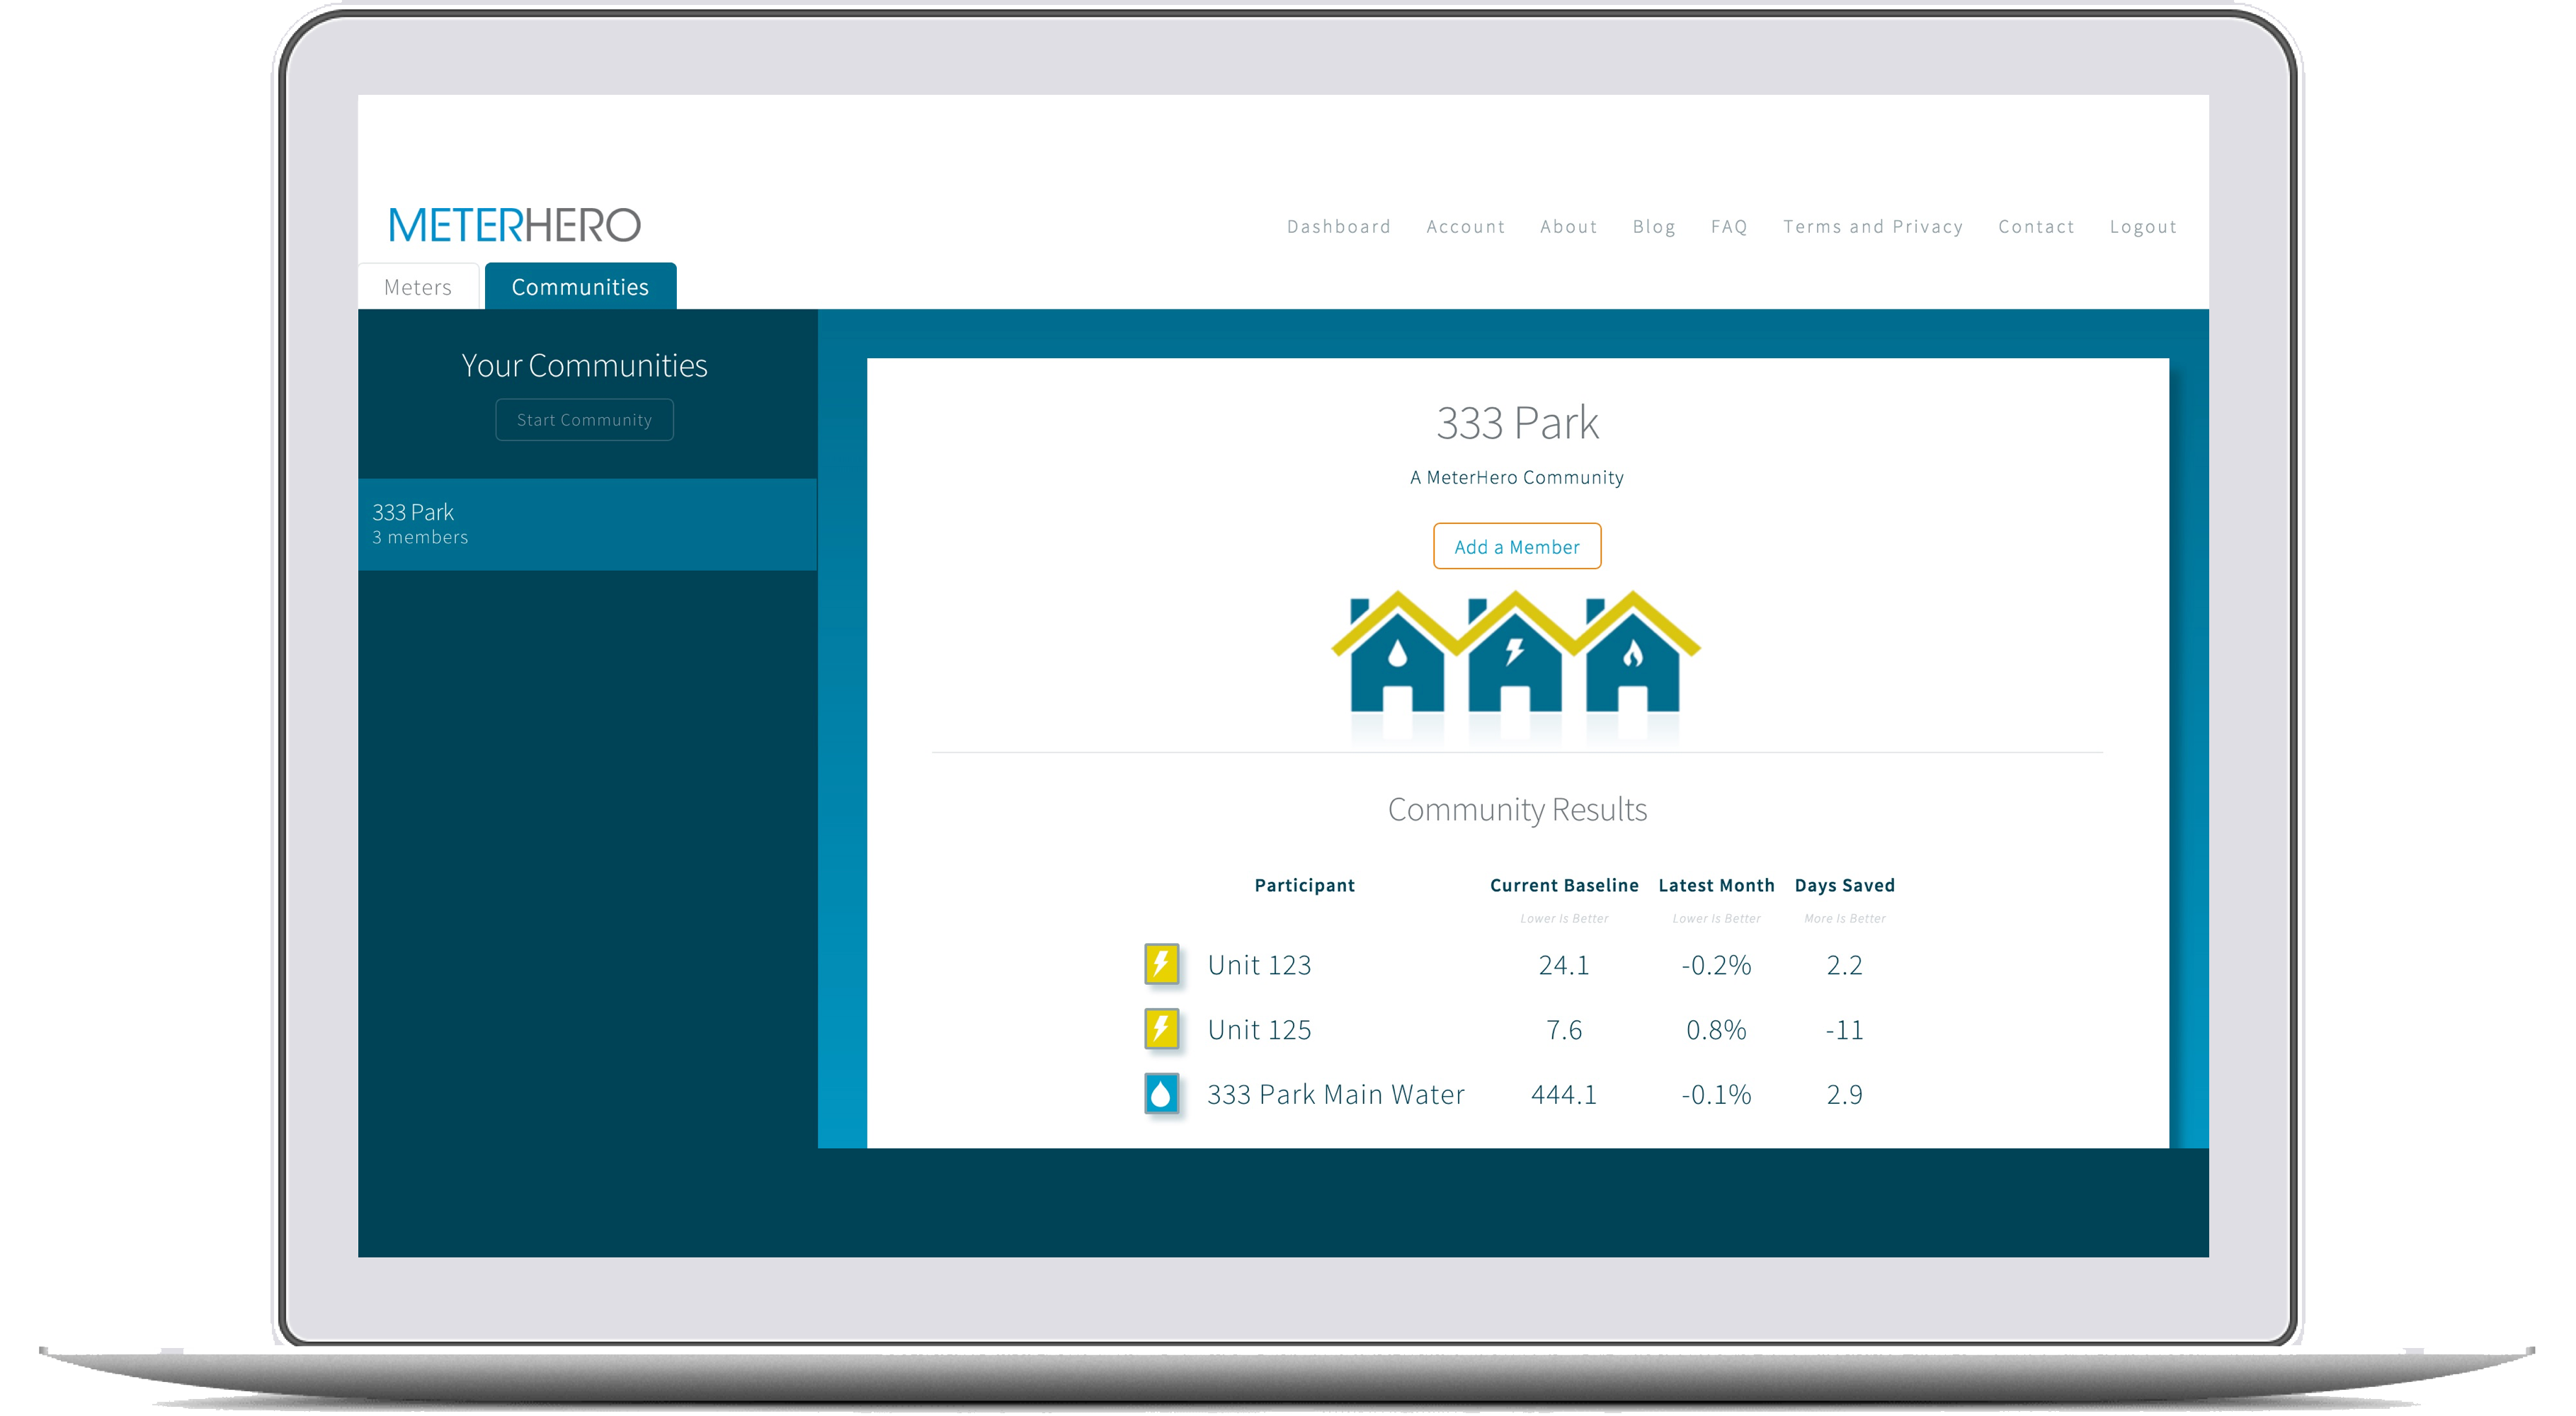 METERHERO
Dashboard Account About Blog FAQ Terms and Privacy Contact Logout
Meters Communities
Your Communities
Start Community
333 Park
3 members
333 Park
A MeterHero Community
Add a Member
Community Results
Participant Current Baseline Latest Month Days Saved
Lower Is Better Lower Is Better More Is Better
Unit 123 24.1 -0.2% 2.2
Unit 125 7.6 0.8% -11
333 Park Main Water 444.1 -0.1% 2.9